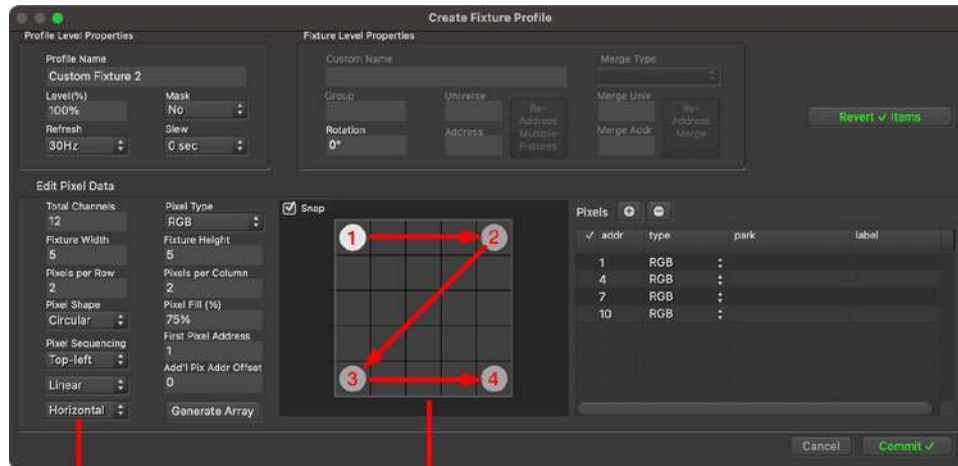 Create Fixture Profile
Profile Level Properties
Fixture Level Properties
Profile Name
Custom Fixture 2
Level(%)
Mask
100%
No
Refresh
Slew
30Hz
0 sec
Custom Name
Merge Type
Group
Universe
Merge Univ
Re-
Address
Multiple
Fixtures
Re-
Address
Merge
Rotation
Address
Merge Addr
0°
Revert ✓ Items
Edit Pixel Data
Total Channels
Pixel Type
12
RGB
Fixture Width
Fixture Height
5
5
Pixels per Row
Pixels per Column
2
2
Pixel Shape
Pixel Fill (%)
Circular
75%
Pixel Sequencing
First Pixel Address
Top-left
1
Linear
Add'l Pix Addr Offset
0
Horizontal
Generate Array
Snap
1
2
3
4
Pixels
✓ addr type park label
1 RGB
4 RGB
7 RGB
10 RGB
Cancel
Commit ✓